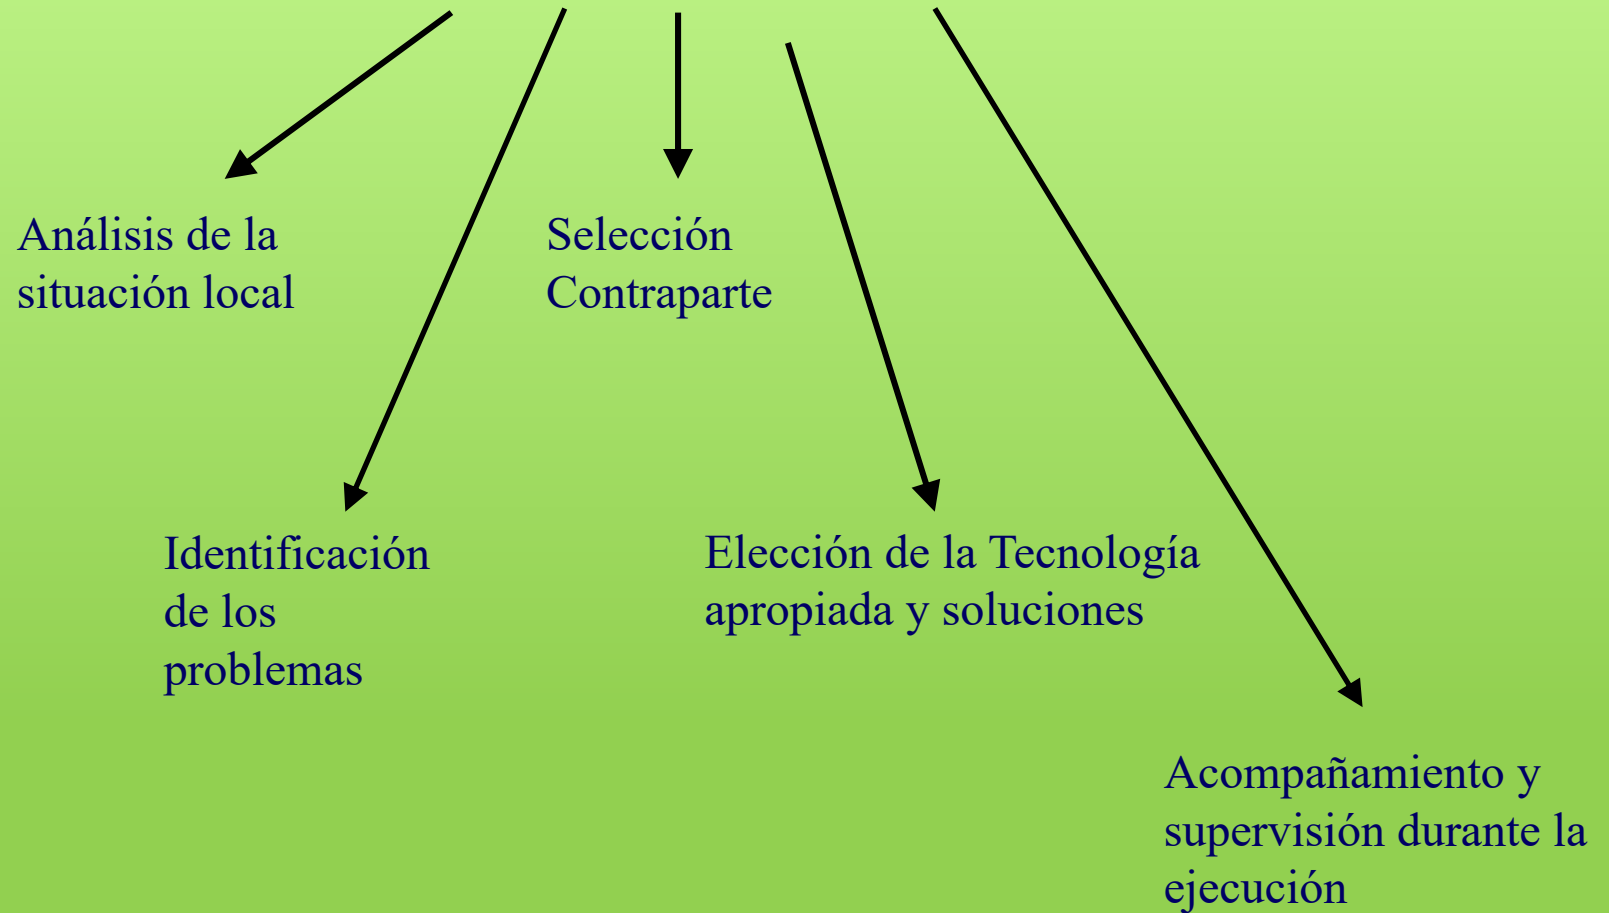 Análisis de la
situación local
Selección
Contraparte
Identificación
de los
problemas
Elección de la Tecnología
apropiada y soluciones
Acompañamiento y
supervisión durante la
ejecución